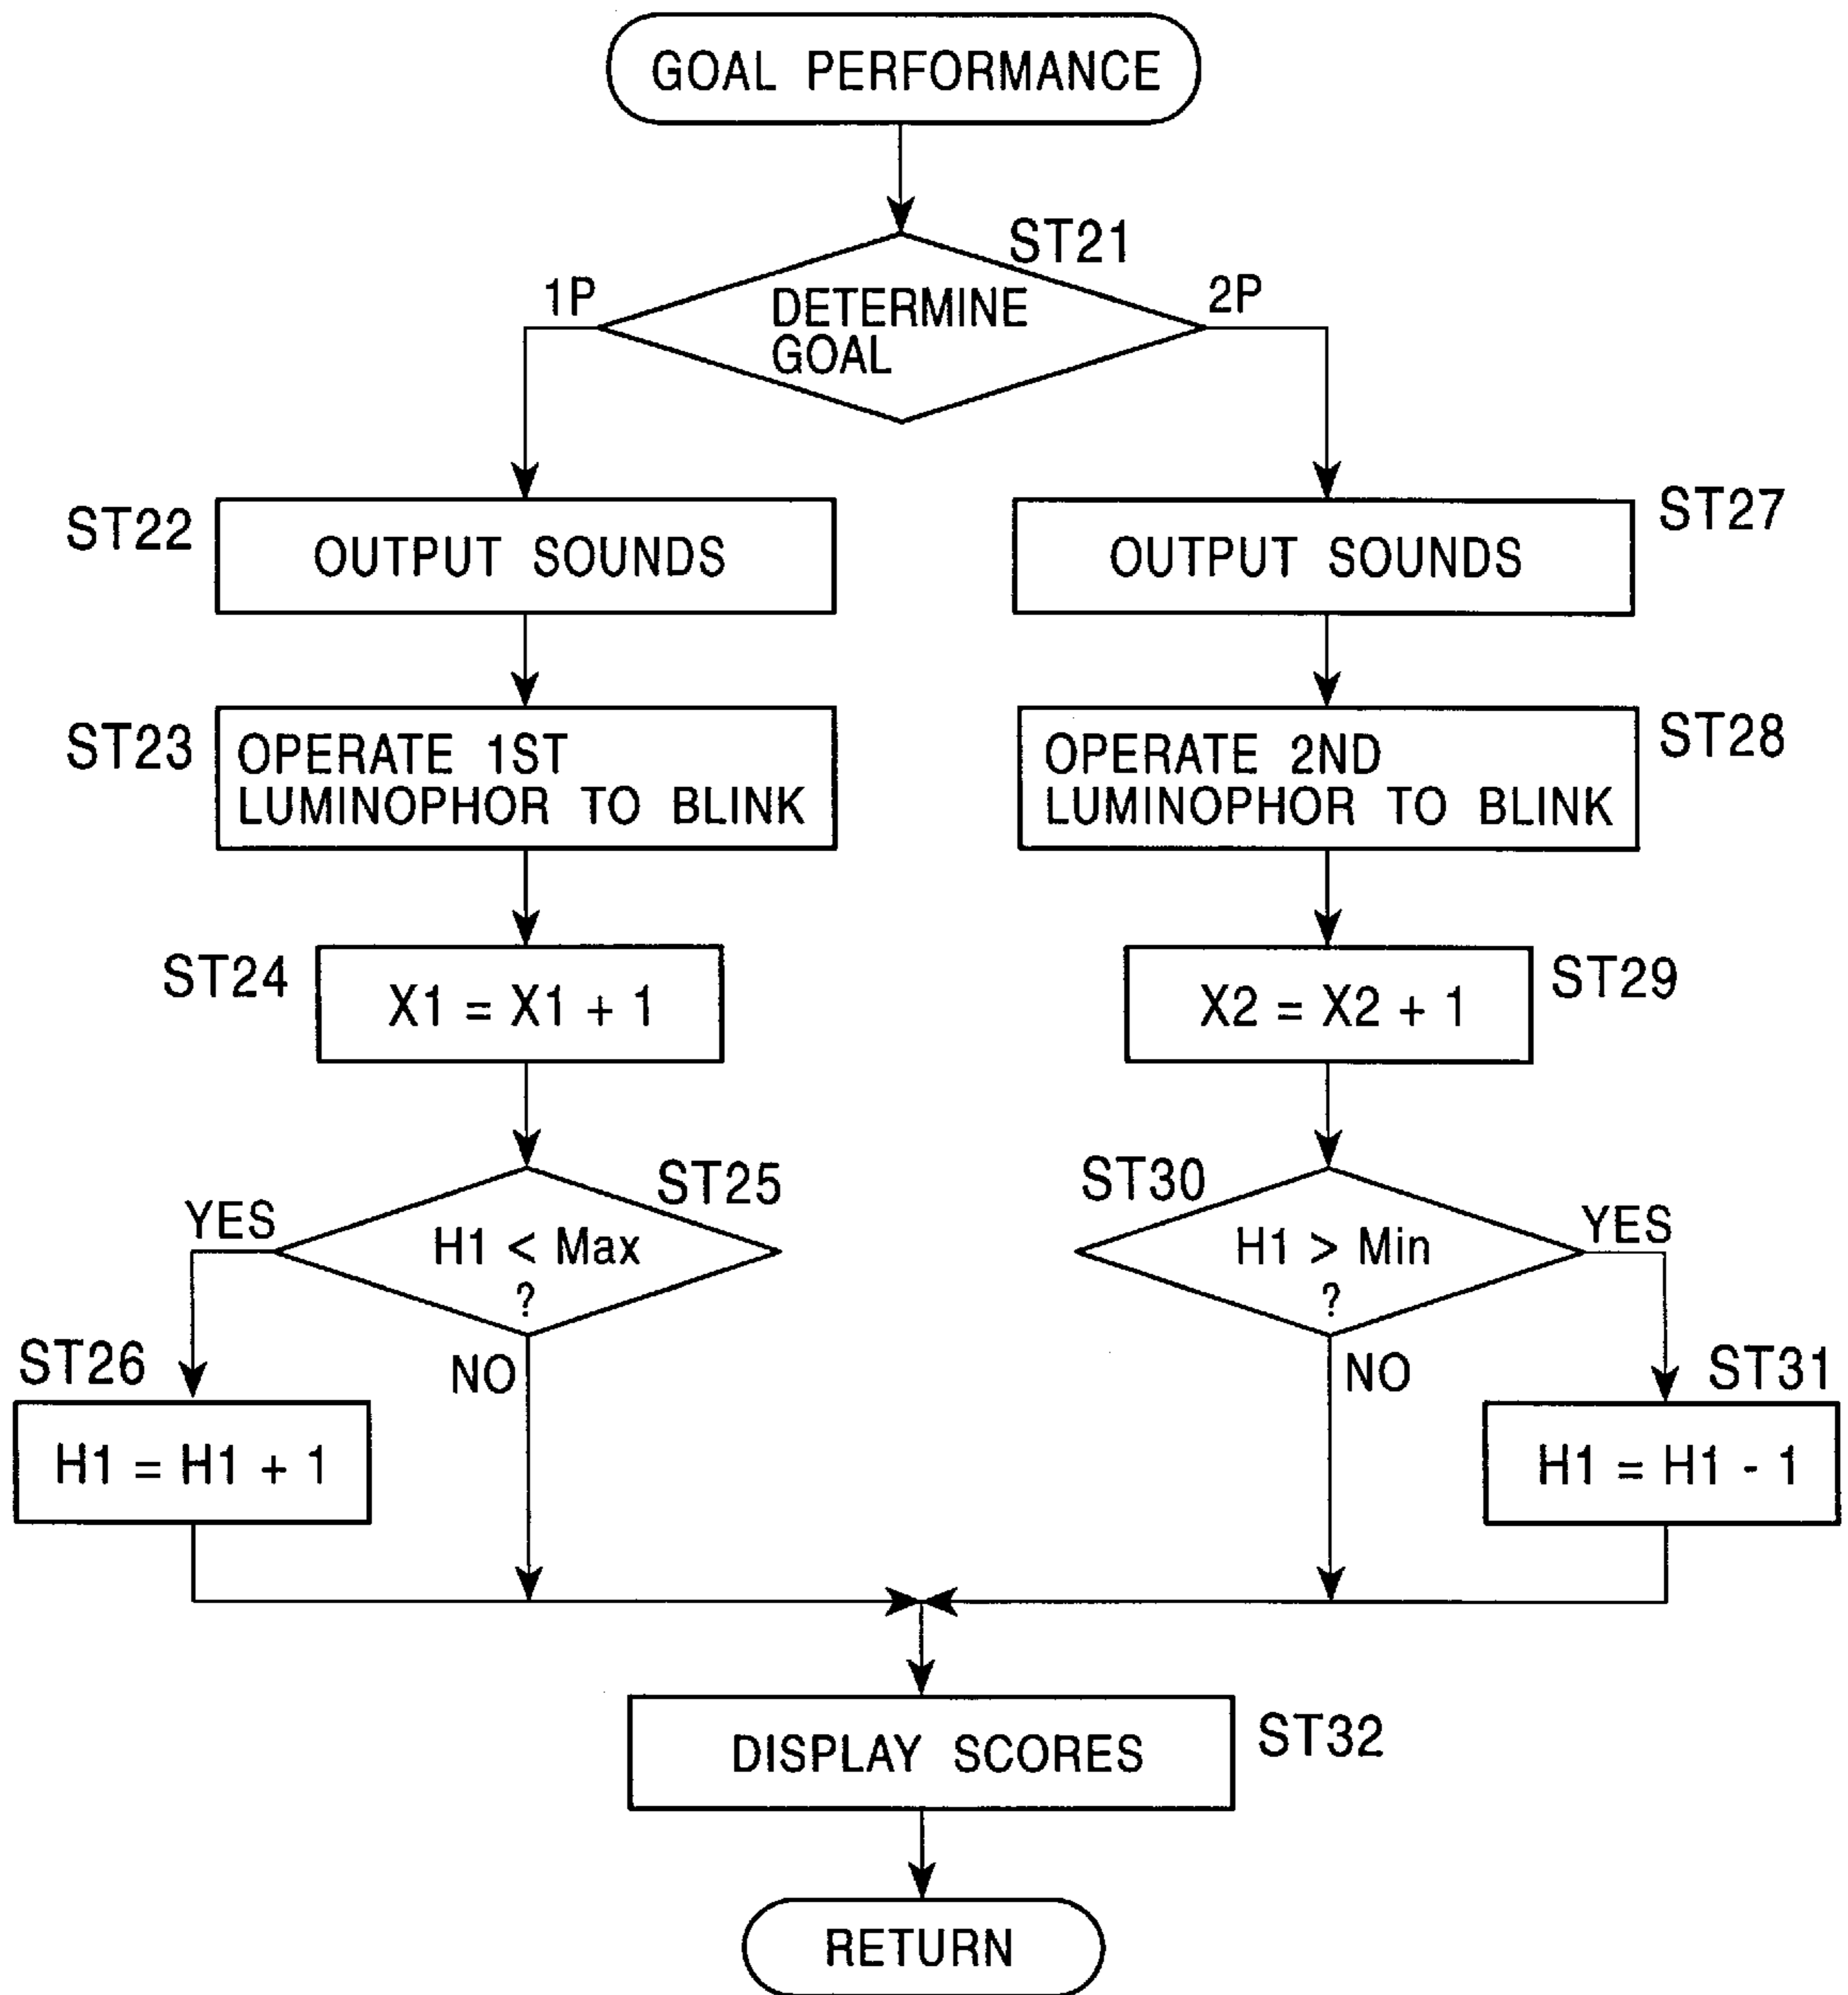 GOAL PERFORMANCE
ST21
1P
DETERMINE
GOAL
2P
ST22
OUTPUT SOUNDS
OUTPUT SOUNDS
ST27
ST23
OPERATE 1ST
LUMINOPHOR TO BLINK
OPERATE 2ND
LUMINOPHOR TO BLINK
ST28
ST24
X1 = X1 + 1
X2 = X2 + 1
ST29
YES
H1 < Max
?
ST25
ST30
H1 > Min
?
YES
ST26
NO
NO
ST31
H1 = H1 + 1
H1 = H1 - 1
DISPLAY SCORES
ST32
RETURN